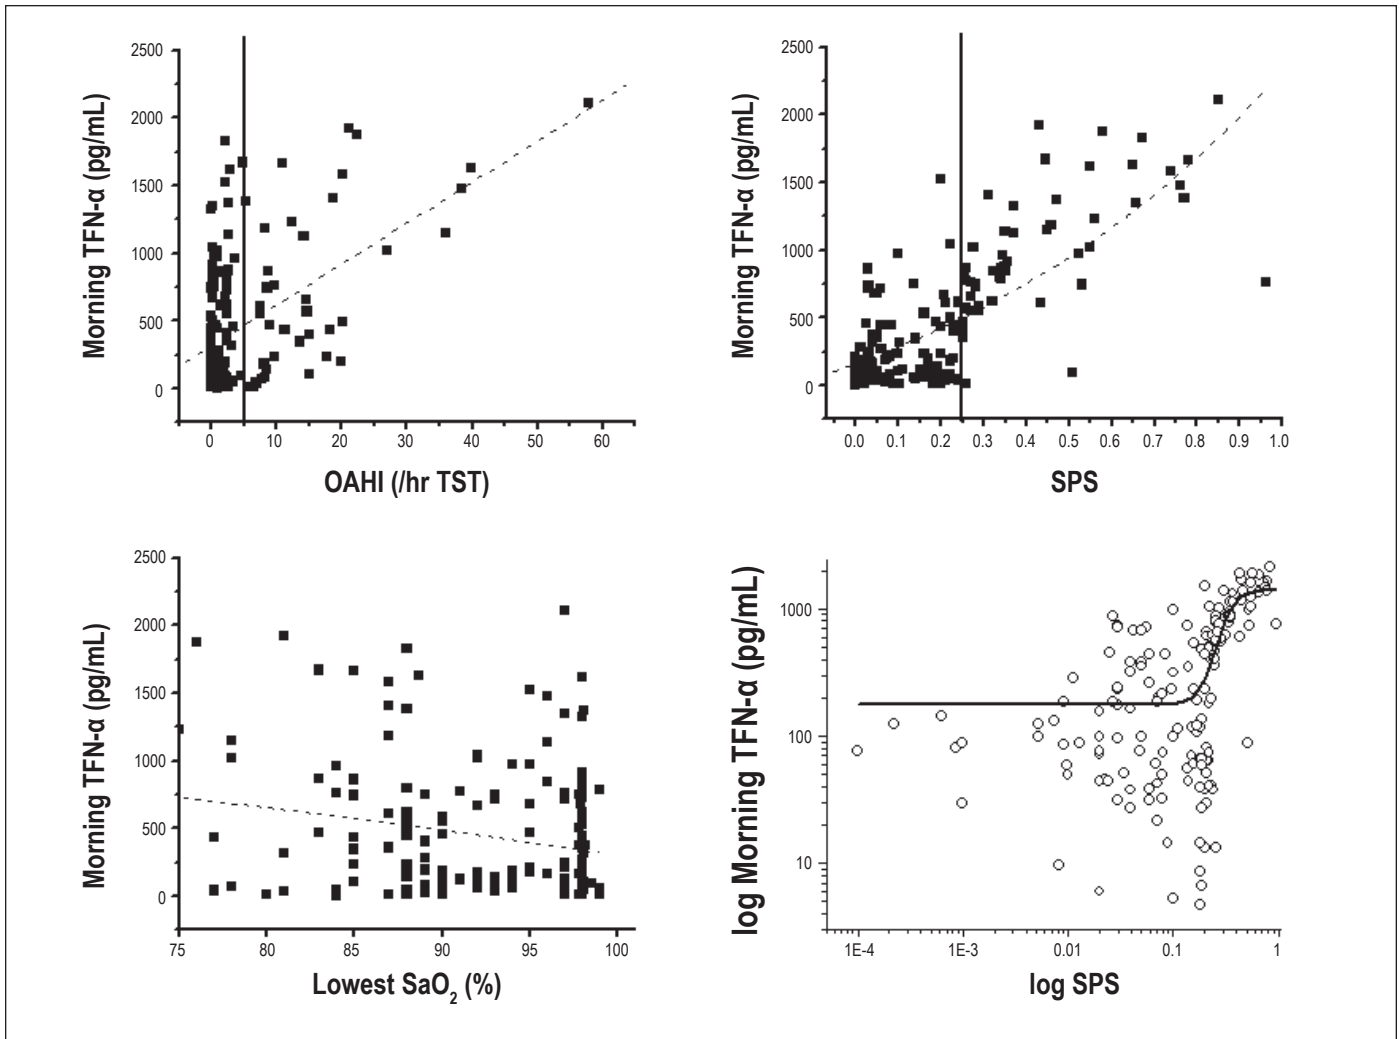 2500
2000
1500
1000
500
0
Morning TFN-α (pg/mL)
0 10 20 30 40 50 60
OAHI (/hr TST)
2500
2000
1500
1000
500
0
Morning TFN-α (pg/mL)
0.0 0.1 0.2 0.3 0.4 0.5 0.6 0.7 0.8 0.9 1.0
SPS
2500
2000
1500
1000
500
0
Morning TFN-α (pg/mL)
75 80 85 90 95 100
Lowest SaO₂ (%)
1000
100
10
log Morning TFN-α (pg/mL)
1E-4 1E-3 0.01 0.1 1
log SPS